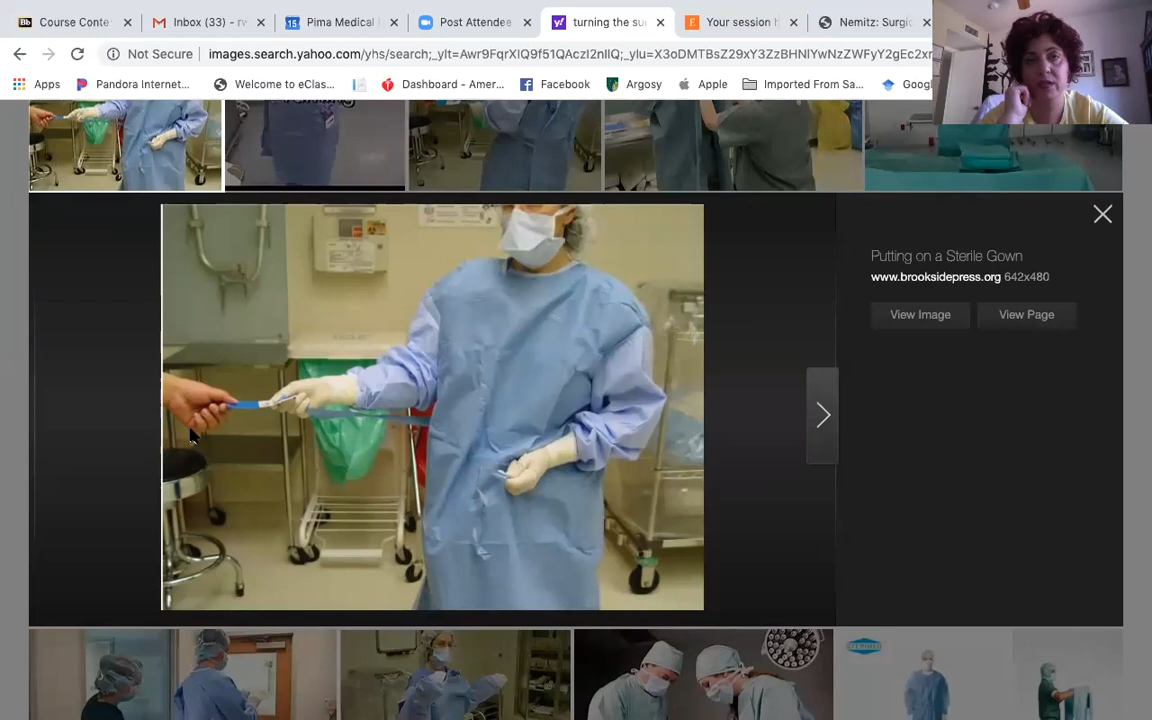 Course Conte
Inbox (33) - rw
Pima Medical
Post Attendee
turning the su
Your session h
Nemitz: Surgic
Not Secure
images.search.yahoo.com/yhs/search;_ylt=Awr9FqrXIQ9f51QAczI2nIlQ;_ylu=X3oDMTBsZ29xY3ZzBHNlYwNzZWFyY2gEc2xr
Apps
Pandora Internet...
Welcome to eClas...
Dashboard - Amer...
Facebook
Argosy
Apple
Imported From Sa...
Googl
Putting on a Sterile Gown
www.brooksidepress.org 642x480
View Image
View Page